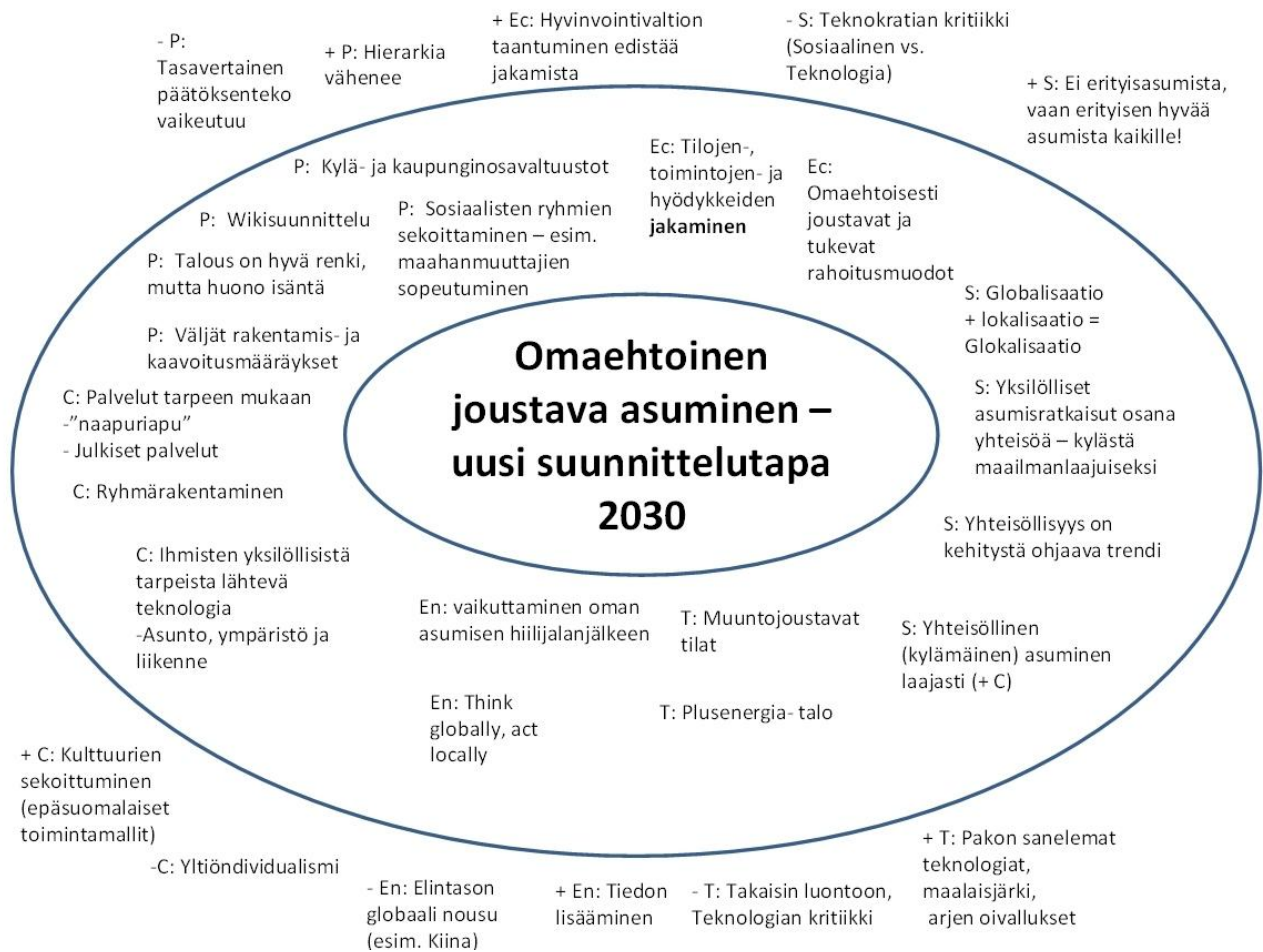 - P:
Tasavertainen
päätöksenteko
vaikeutuu
+ P: Hierarkia
vähenee
+ Ec: Hyvinvointivaltion
taantuminen edistää
jakamista
- S: Teknokratian kritiikki
(Sosiaalinen vs.
Teknologia)
+ S: Ei erityisasumista,
vaan erityisen hyvää
asumista kaikille!
P: Kylä- ja kaupunginosavaltuustot
Ec: Tilojen-,
toimintojen- ja
hyödykkeiden
jakaminen
Ec:
Omaehtoisesti
joustavat ja
tukevat
rahoitusmuodot
P: Wikisuunnittelu
P: Sosiaalisten ryhmien
sekoittaminen – esim.
maahanmuuttajien
sopeutuminen
P: Talous on hyvä renki,
mutta huono isäntä
P: Väljät rakentamis- ja
kaavoitusmääräykset
S: Globalisaatio
+ lokalisaatio =
Glokalisaatio
Omaehtoinen
joustava asuminen –
uusi suunnittelutapa
2030
C: Palvelut tarpeen mukaan
-”naapuriapu”
- Julkiset palvelut
S: Yksilölliset
asumisratkaisut osana
yhteisöä – kylästä
maailmanlaajuiseksi
C: Ryhmärakentaminen
S: Yhteisöllisyys on
kehitystä ohjaava trendi
C: Ihmisten yksilöllisistä
tarpeista lähtevä
teknologia
-Asunto, ympäristö ja
liikenne
En: vaikuttaminen oman
asumisen hiilijalanjälkeen
T: Muuntojoustavat
tilat
S: Yhteisöllinen
(kylämäinen) asuminen
laajasti (+ C)
En: Think
globally, act
locally
T: Plusenergia- talo
+ C: Kulttuurien
sekoittuminen
(epäsuomalaiset
toimintamallit)
-C: Yltiöndividualismi
- En: Elintason
globaali nousu
(esim. Kiina)
+ En: Tiedon
lisääminen
- T: Takaisin luontoon,
Teknologian kritiikki
+ T: Pakon sanelemat
teknologiat,
maalaisjärki,
arjen oivallukset